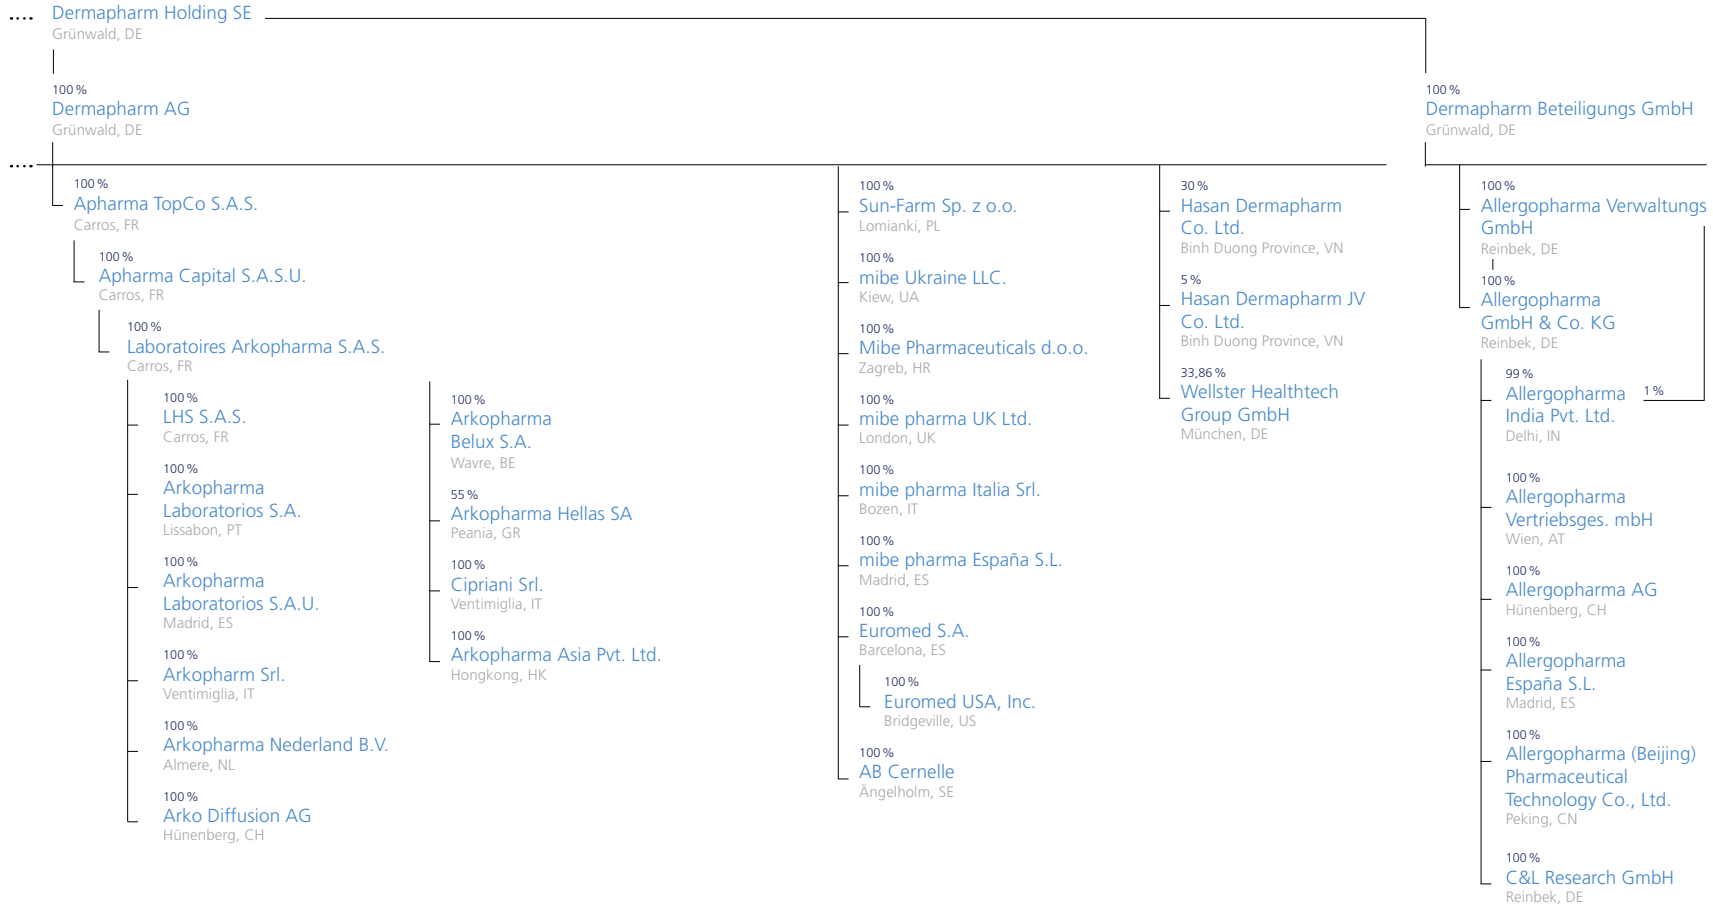 ....
Dermapharm Holding SE
Grünwald, DE
100 %
Dermapharm AG
Grünwald, DE
100 %
Dermapharm Beteiligungs GmbH
Grünwald, DE
....
100 %
Apharma TopCo S.A.S.
Carros, FR
100 %
Apharma Capital S.A.S.U.
Carros, FR
100 %
Laboratoires Arkopharma S.A.S.
Carros, FR
100 %
LHS S.A.S.
Carros, FR
100 %
Arkopharma
Laboratorios S.A.
Lissabon, PT
100 %
Arkopharma
Laboratorios S.A.U.
Madrid, ES
100 %
Arkopharm Srl.
Ventimiglia, IT
100 %
Arkopharma Nederland B.V.
Almere, NL
100 %
Arko Diffusion AG
Hünenberg, CH
100 %
Arkopharma
Belux S.A.
Wavre, BE
55 %
Arkopharma Hellas SA
Peania, GR
100 %
Cipriani Srl.
Ventimiglia, IT
100 %
Arkopharma Asia Pvt. Ltd.
Hongkong, HK
100 %
Sun-Farm Sp. z o.o.
Lomianki, PL
100 %
mibe Ukraine LLC.
Kiew, UA
100 %
Mibe Pharmaceuticals d.o.o.
Zagreb, HR
100 %
mibe pharma UK Ltd.
London, UK
100 %
mibe pharma Italia Srl.
Bozen, IT
100 %
mibe pharma España S.L.
Madrid, ES
100 %
Euromed S.A.
Barcelona, ES
100 %
Euromed USA, Inc.
Bridgeville, US
100 %
AB Cernelle
Ängelholm, SE
30 %
Hasan Dermapharm
Co. Ltd.
Binh Duong Province, VN
5 %
Hasan Dermapharm JV
Co. Ltd.
Binh Duong Province, VN
33,86 %
Wellster Healthtech
Group GmbH
München, DE
100 %
Allergopharma Verwaltungs
GmbH
Reinbek, DE
100 %
Allergopharma
GmbH & Co. KG
Reinbek, DE
99 %
Allergopharma
India Pvt. Ltd.
Delhi, IN
1 %
100 %
Allergopharma
Vertriebsges. mbH
Wien, AT
100 %
Allergopharma AG
Hünenberg, CH
100 %
Allergopharma
España S.L.
Madrid, ES
100 %
Allergopharma (Beijing)
Pharmaceutical
Technology Co., Ltd.
Peking, CN
100 %
C&L Research GmbH
Reinbek, DE